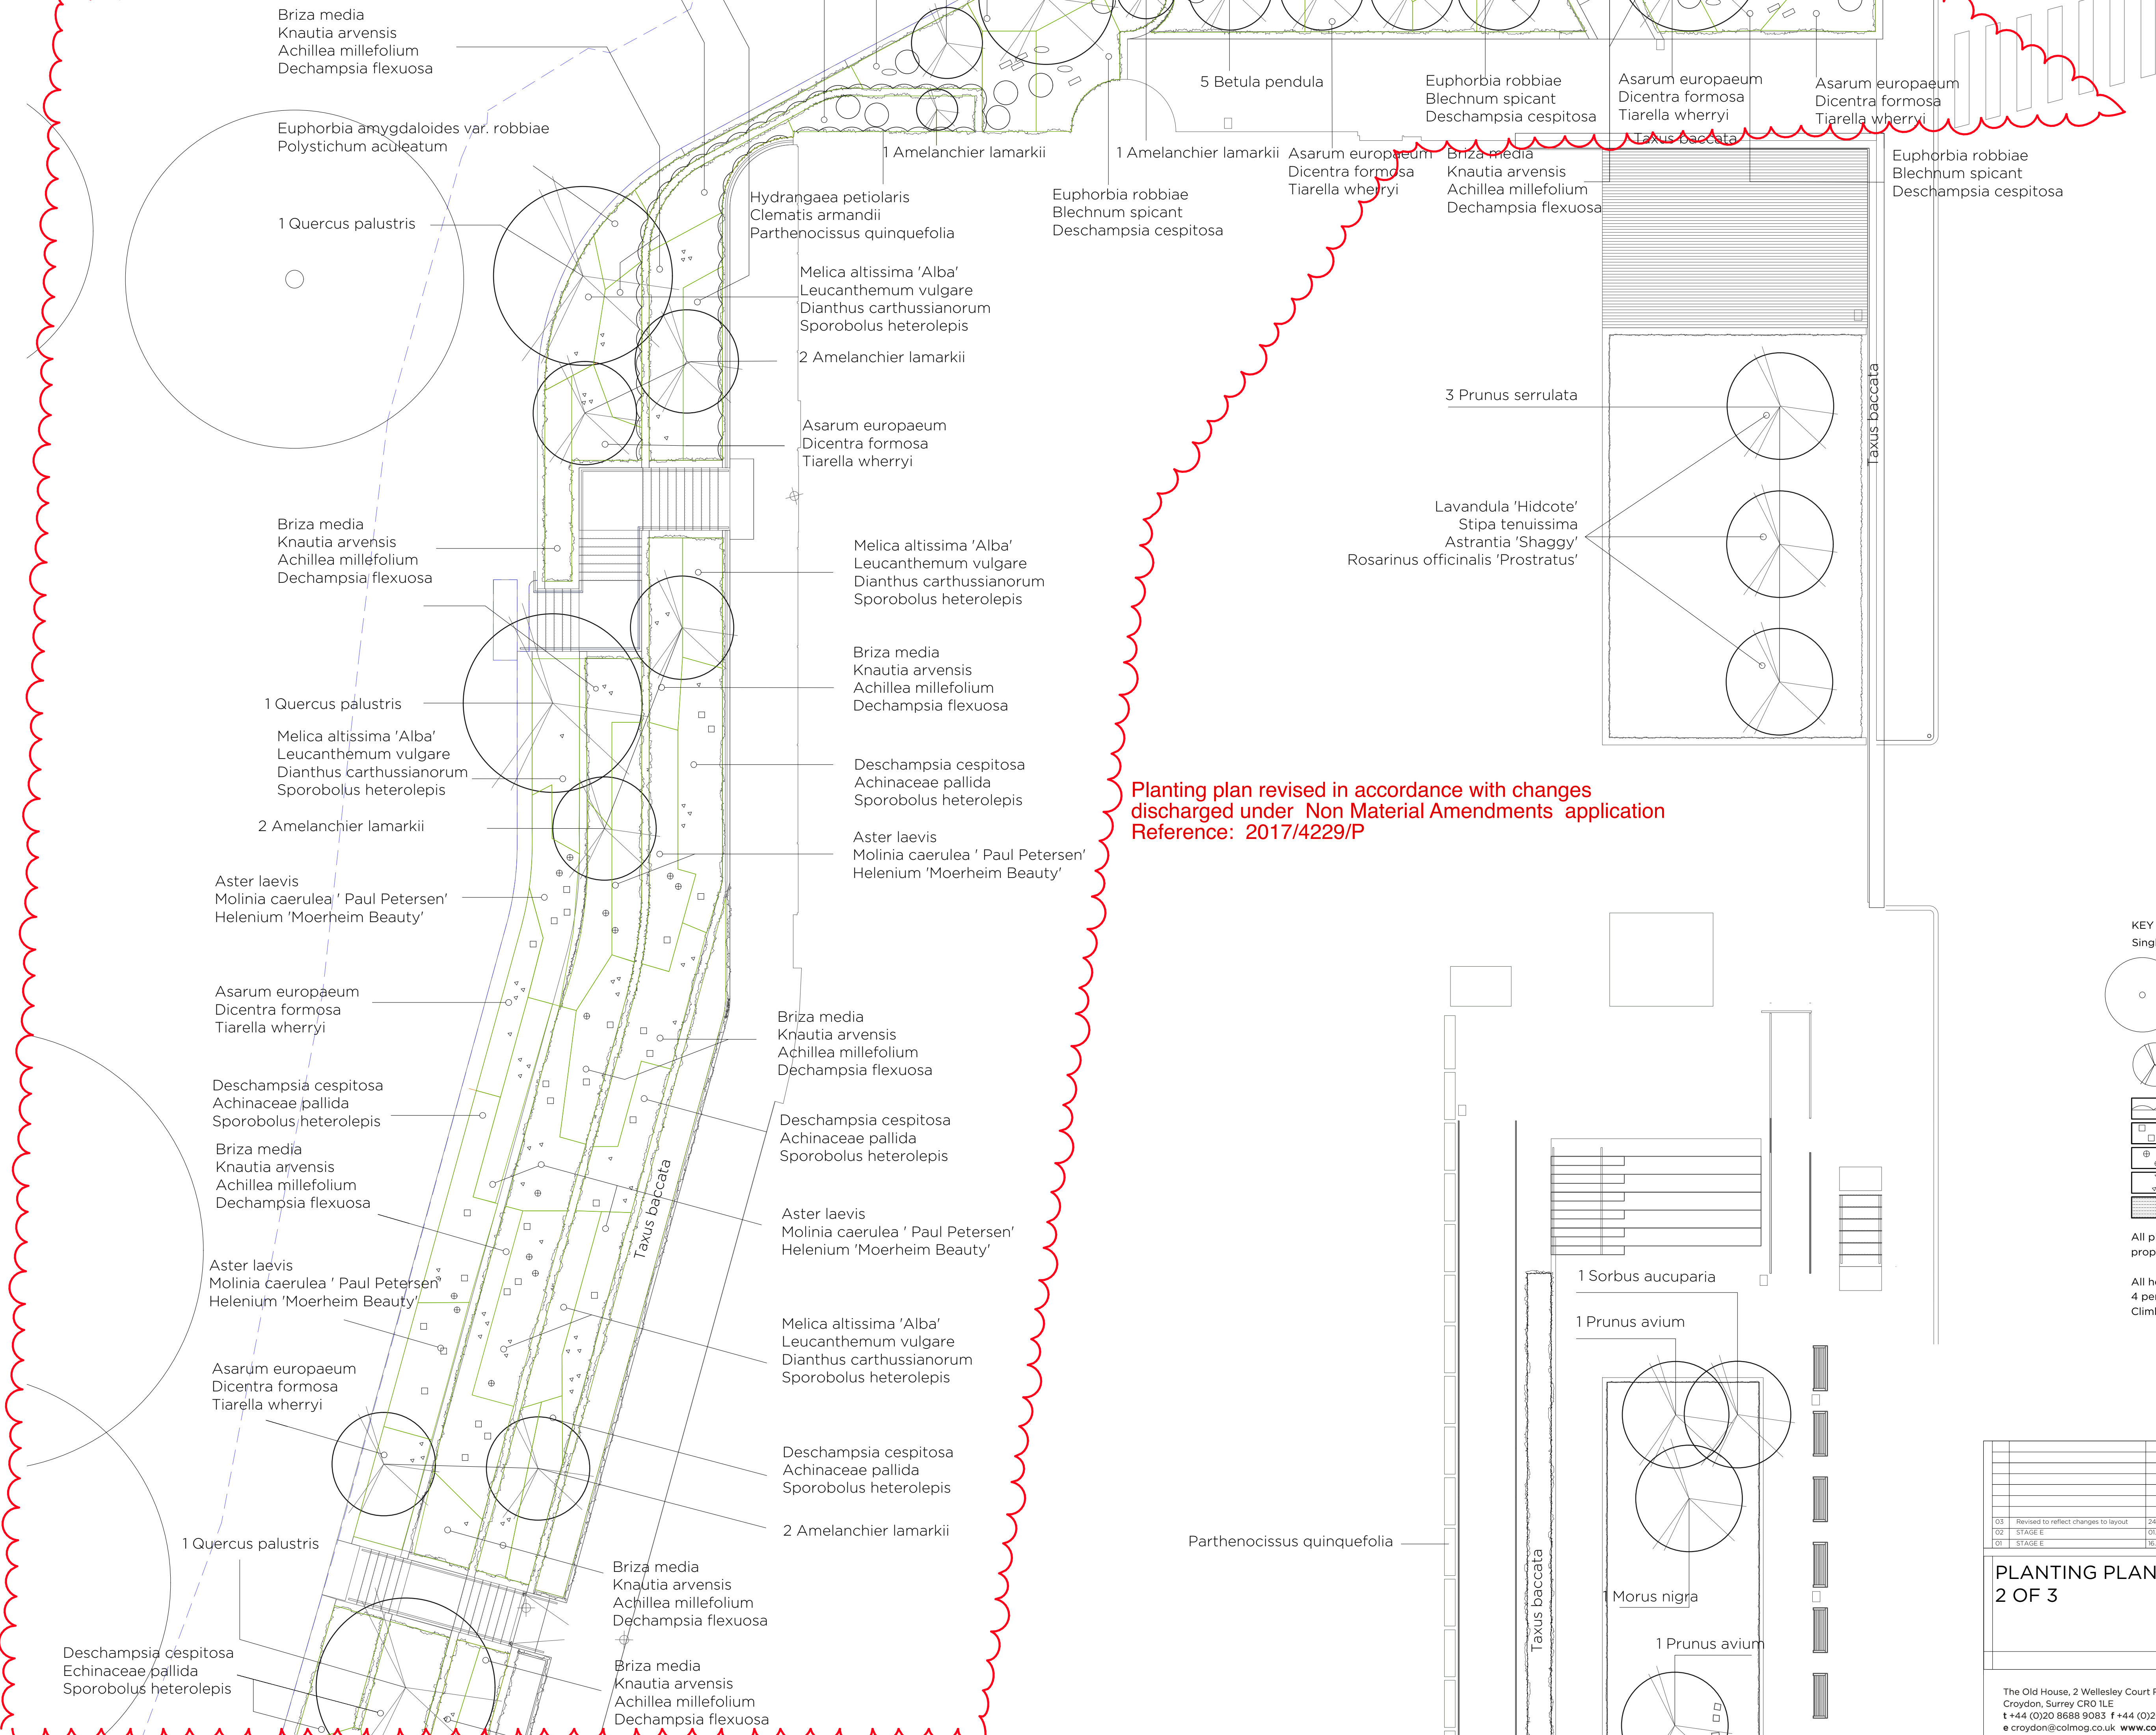 Briza media
Knautia arvensis
Achillea millefolium
Dechampsia flexuosa
Euphorbia amygdaloides var. robbiae
Polystichum aculeatum
1 Quercus palustris
5 Betula pendula
Euphorbia robbiae
Blechnum spicant
Deschampsia cespitosa
Asarum europaeum
Dicentra formosa
Tiarella wherryi
Asarum europaeum
Dicentra formosa
Tiarella wherryi
Taxus baccata
1 Amelanchier lamarkii
1 Amelanchier lamarkii
Asarum europaeum
Dicentra formosa
Tiarella wherryi
Briza media
Knautia arvensis
Achillea millefolium
Dechampsia flexuosa
Euphorbia robbiae
Blechnum spicant
Deschampsia cespitosa
Hydrangaea petiolaris
Clematis armandii
Parthenocissus quinquefolia
Euphorbia robbiae
Blechnum spicant
Deschampsia cespitosa
Melica altissima 'Alba'
Leucanthemum vulgare
Dianthus carthussianorum
Sporobolus heterolepis
2 Amelanchier lamarkii
Asarum europaeum
Dicentra formosa
Tiarella wherryi
3 Prunus serrulata
Taxus baccata
Lavandula 'Hidcote'
Stipa tenuissima
Astrantia 'Shaggy'
Rosarinus officinalis 'Prostratus'
Briza media
Knautia arvensis
Achillea millefolium
Dechampsia flexuosa
Melica altissima 'Alba'
Leucanthemum vulgare
Dianthus carthussianorum
Sporobolus heterolepis
Briza media
Knautia arvensis
Achillea millefolium
Dechampsia flexuosa
1 Quercus palustris
Melica altissima 'Alba'
Leucanthemum vulgare
Dianthus carthussianorum
Sporobolus heterolepis
2 Amelanchier lamarkii
Deschampsia cespitosa
Achinaceae pallida
Sporobolus heterolepis
Planting plan revised in accordance with changes
discharged under Non Material Amendments application
Reference: 2017/4229/P
Aster laevis
Molinia caerulea ' Paul Petersen'
Helenium 'Moerheim Beauty'
Aster laevis
Molinia caerulea ' Paul Petersen'
Helenium 'Moerheim Beauty'
Asarum europaeum
Dicentra formosa
Tiarella wherryi
Briza media
Knautia arvensis
Achillea millefolium
Dechampsia flexuosa
Deschampsia cespitosa
Achinaceae pallida
Sporobolus heterolepis
Deschampsia cespitosa
Achinaceae pallida
Sporobolus heterolepis
Briza media
Knautia arvensis
Achillea millefolium
Dechampsia flexuosa
Taxus baccata
Aster laevis
Molinia caerulea ' Paul Petersen'
Helenium 'Moerheim Beauty'
Aster laevis
Molinia caerulea ' Paul Petersen'
Helenium 'Moerheim Beauty'
Melica altissima 'Alba'
Leucanthemum vulgare
Dianthus carthussianorum
Sporobolus heterolepis
Asarum europaeum
Dicentra formosa
Tiarella wherryi
Deschampsia cespitosa
Achinaceae pallida
Sporobolus heterolepis
2 Amelanchier lamarkii
1 Quercus palustris
Briza media
Knautia arvensis
Achillea millefolium
Dechampsia flexuosa
Deschampsia cespitosa
Echinaceae pallida
Sporobolus heterolepis
Briza media
Knautia arvensis
Achillea millefolium
Dechampsia flexuosa
1 Sorbus aucuparia
1 Prunus avium
Parthenocissus quinquefolia
Taxus baccata
1 Morus nigra
1 Prunus avium
KEY
03 Revised to reflect changes to layout 24
02 STAGE E 01.
01 STAGE E 16.
PLANTING PLAN
2 OF 3
The Old House, 2 Wellesley Court
Croydon, Surrey CR0 1LE
t +44 (0)20 8688 9083 f +44 (0)
e croydon@colmog.co.uk